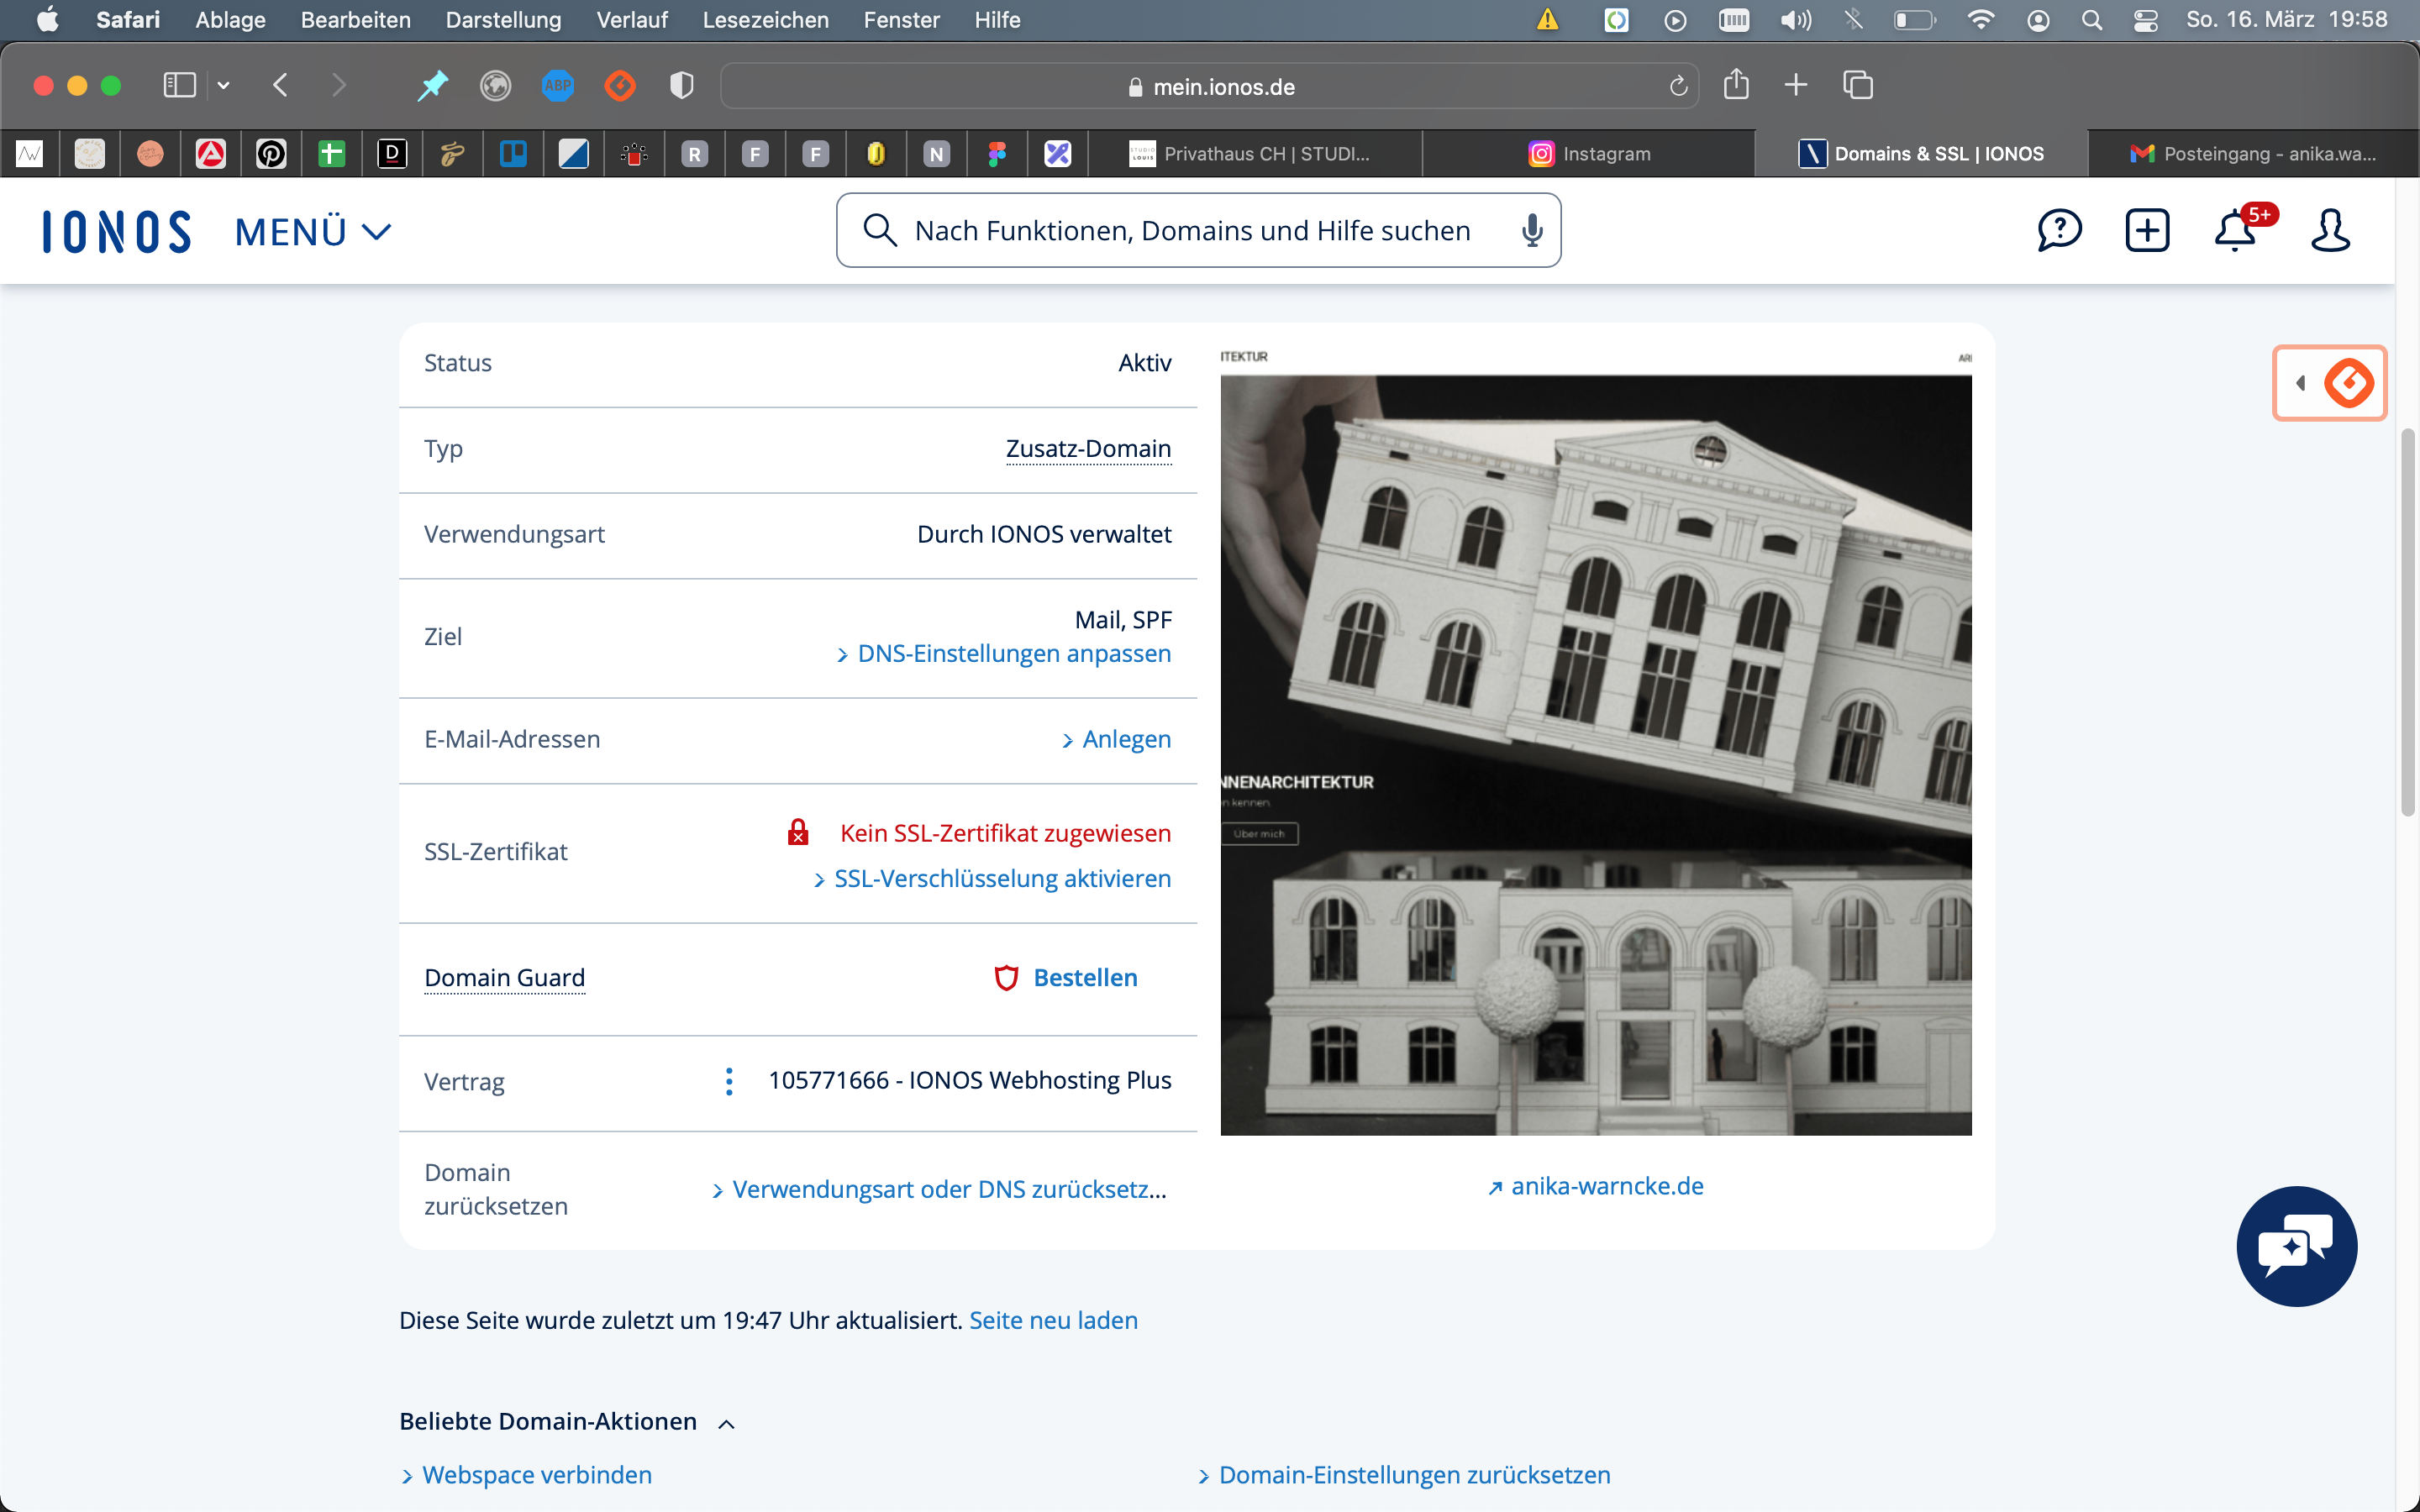 Safari Ablage Bearbeiten Darstellung Verlauf Lesezeichen Fenster Hilfe So. 16. März 19:58
ABP mein.ionos.de
D R F F N STUDIO LOUIS Privathaus CH | STUDI... Instagram Domains & SSL | IONOS Posteingang - anika.wa...
IONOS MENÜ Nach Funktionen, Domains und Hilfe suchen 5+
Status Aktiv
Typ Zusatz-Domain
Verwendungsart Durch IONOS verwaltet
Ziel Mail, SPF
DNS-Einstellungen anpassen
E-Mail-Adressen Anlegen
SSL-Zertifikat Kein SSL-Zertifikat zugewiesen
SSL-Verschlüsselung aktivieren
Domain Guard Bestellen
Vertrag 105771666 - IONOS Webhosting Plus
Domain zurücksetzen Verwendungsart oder DNS zurücksetz...
ITEKTUR AR
NNENARCHITEKTUR
n kennen.
Über mich
anika-warncke.de
Diese Seite wurde zuletzt um 19:47 Uhr aktualisiert. Seite neu laden
Beliebte Domain-Aktionen
Webspace verbinden Domain-Einstellungen zurücksetzen